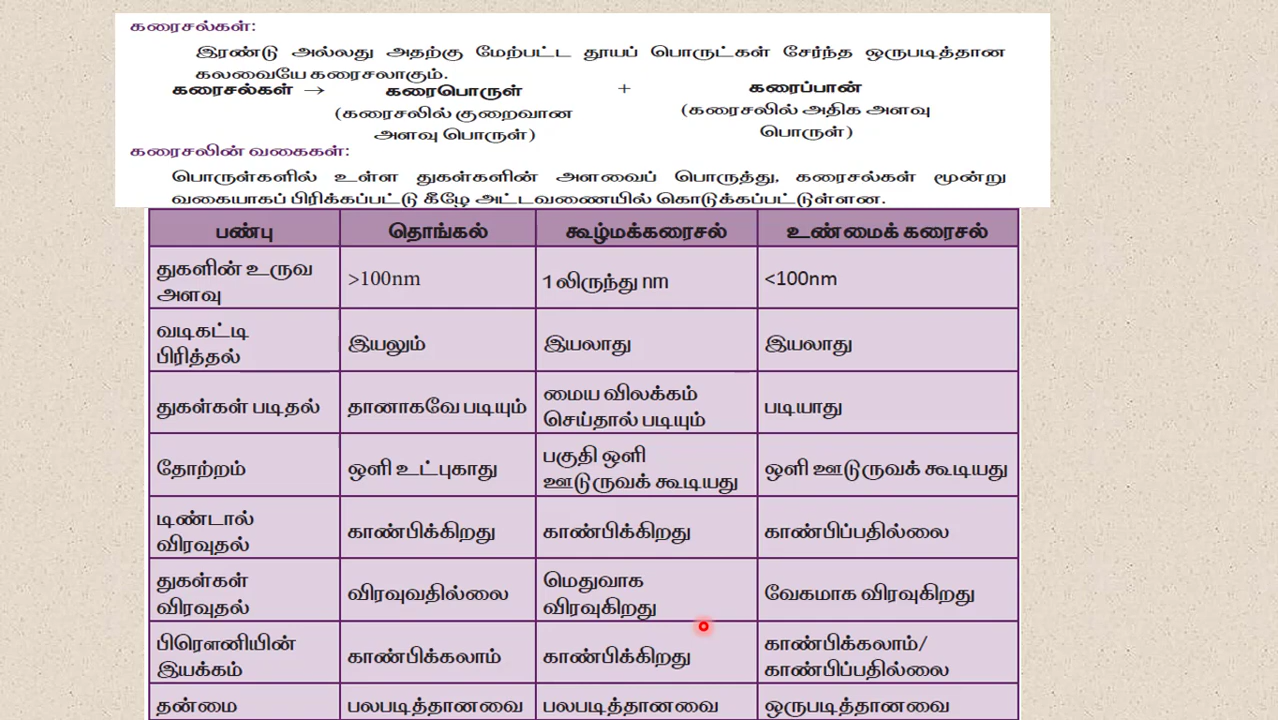 கரைசல்கள்:
இரண்டு அல்லது அதற்கு மேற்பட்ட தூயப் பொருட்கள் சேர்ந்த ஒருபடித்தான
கலவையே கரைசலாகும்.
கரைசல்கள் → கரைபொருள் + கரைப்பான்
(கரைசலில் குறைவான (கரைசலில் அதிக அளவு
அளவு பொருள்) பொருள்)
கரைசலின் வகைகள்:
பொருள்களில் உள்ள துகள்களின் அளவைப் பொருத்து, கரைசல்கள் மூன்று
வகையாகப் பிரிக்கப்பட்டு கீழே அட்டவணையில் கொடுக்கப்பட்டுள்ளன.
பண்பு தொங்கல் கூழ்மக்கரைசல் உண்மைக் கரைசல்
துகளின் உருவ
அளவு >100nm 1லிருந்து nm <100nm
வடிகட்டி
பிரித்தல் இயலும் இயலாது இயலாது
துகள்கள் படிதல் தானாகவே படியும் மைய விலக்கம்
செய்தால் படியும் படியாது
தோற்றம் ஒளி உட்புகாது பகுதி ஒளி
ஊடுருவக் கூடியது ஒளி ஊடுருவக் கூடியது
டிண்டால்
விரவுதல் காண்பிக்கிறது காண்பிக்கிறது காண்பிப்பதில்லை
துகள்கள்
விரவுதல் விரவுவதில்லை மெதுவாக
விரவுகிறது வேகமாக விரவுகிறது
பிரௌனியின்
இயக்கம் காண்பிக்கலாம் காண்பிக்கிறது காண்பிக்கலாம்/
காண்பிப்பதில்லை
தன்மை பலபடித்தானவை பலபடித்தானவை ஒருபடித்தானவை